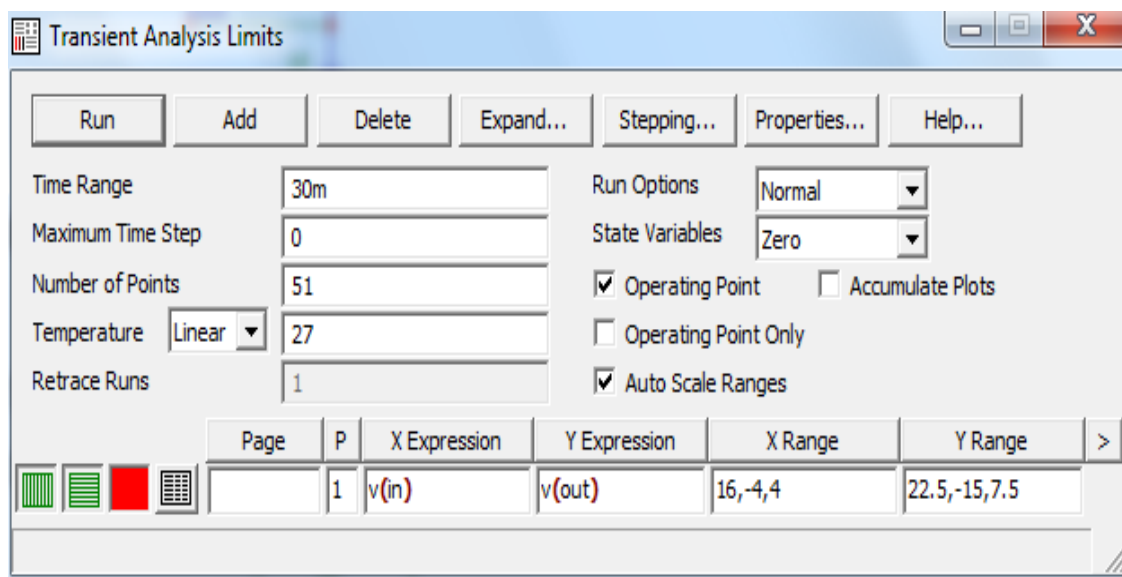 Transient Analysis Limits
Run Add Delete Expand... Stepping... Properties... Help...
Time Range 30m Run Options Normal
Maximum Time Step 0 State Variables Zero
Number of Points 51 Operating Point Accumulate Plots
Temperature Linear 27 Operating Point Only
Retrace Runs 1 Auto Scale Ranges
Page P X Expression Y Expression X Range Y Range >
1 v(in) v(out) 16,-4,4 22.5,-15,7.5